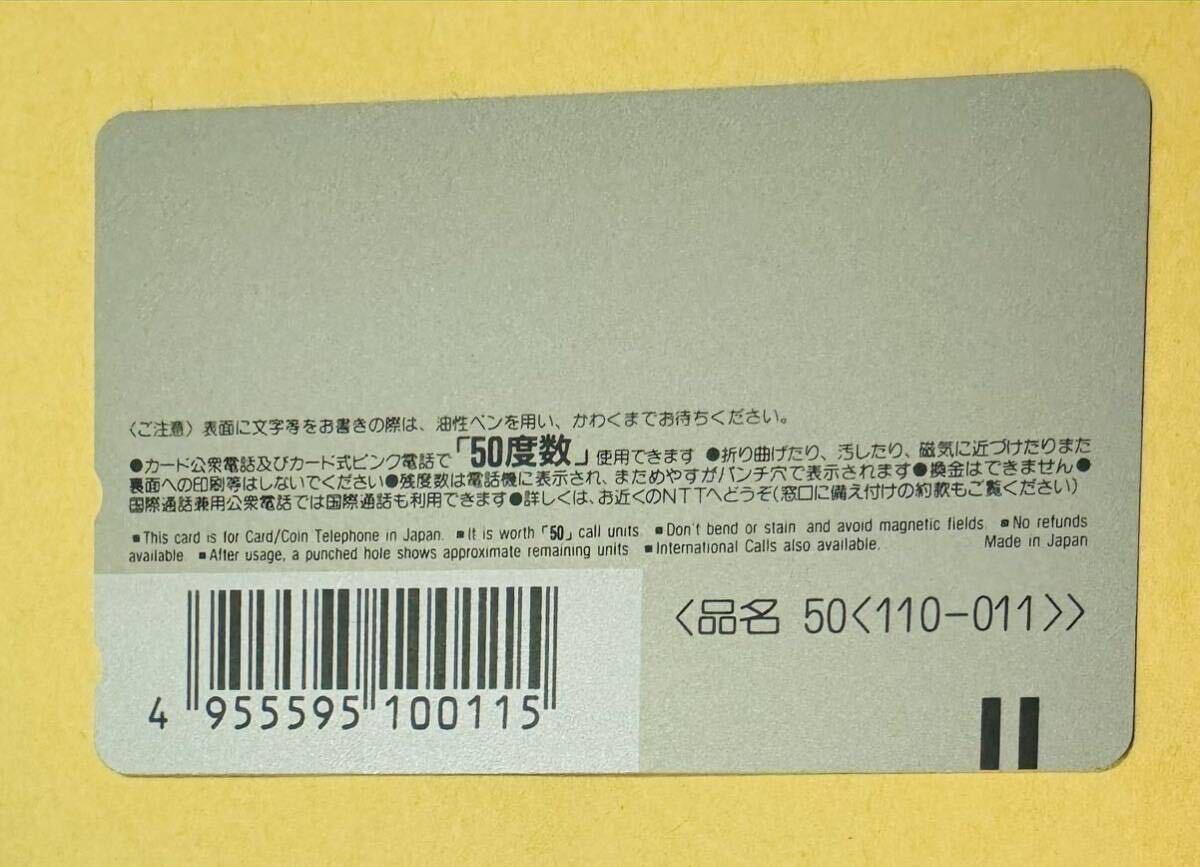 〈ご注意〉表面に文字等をお書きの際は、油性ペンを用い、かわくまでお待ちください。
●カード公衆電話及びカード式ピンク電話で「50度数」使用できます ●折り曲げたり、汚したり、磁気に近づけたりまた
裏面への印刷等はしないでください●残度数は電話機に表示され、まためやすがパンチ穴で表示されます●換金はできません●
国際通話兼用公衆電話では国際通話も利用できます●詳しくは、お近くのNTTへどうぞ(窓口に備え付けの約款もご覧ください)
■This card is for Card/Coin Telephone in Japan. ■It is worth「50」call units. ■Don't bend or stain and avoid magnetic fields. ■No refunds
available. ■After usage, a punched hole shows approximate remaining units. ■International Calls also available. Made in Japan
〈品名 50〈110-011〉〉
4 955595 100115